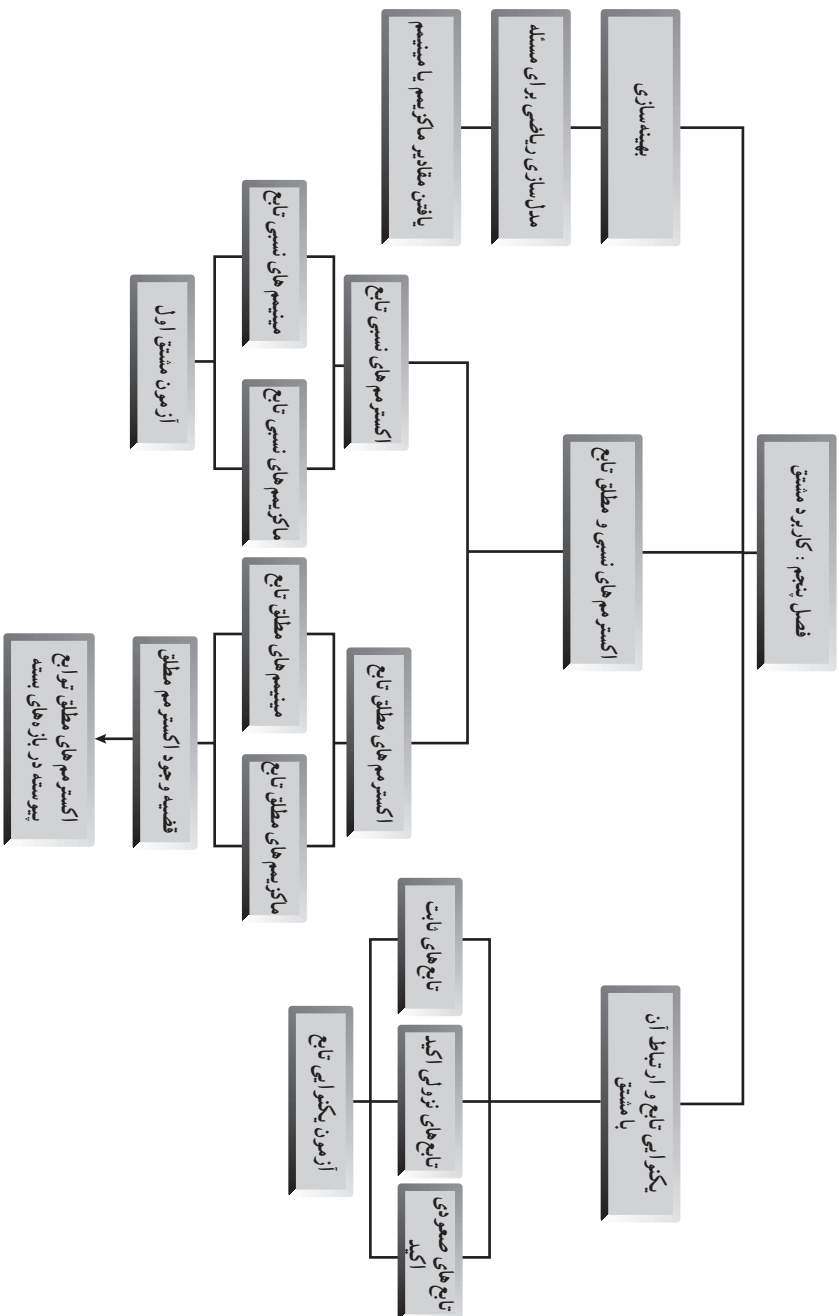 فصل پنجم : کاربرد مشتق
یکنوایی تابع و ارتباط آن
با مشتق
تابع‌های صعودی
اکید
تابع‌های نزولی اکید
تابع‌های ثابت
آزمون یکنوایی تابع
اکسترمم‌های نسبی و مطلق تابع
اکسترمم‌های مطلق تابع
ماکزیمم‌های مطلق تابع
مینیمم‌های مطلق تابع
قضیه وجود اکسترمم مطلق
اکسترمم‌های مطلق توابع
پیوسته در بازه‌های بسته
اکسترمم‌های نسبی تابع
ماکزیمم‌های نسبی تابع
مینیمم‌های نسبی تابع
آزمون مشتق اول
بهینه‌سازی
مدل‌سازی ریاضی برای مسئله
یافتن مقادیر ماکزیمم یا مینیمم